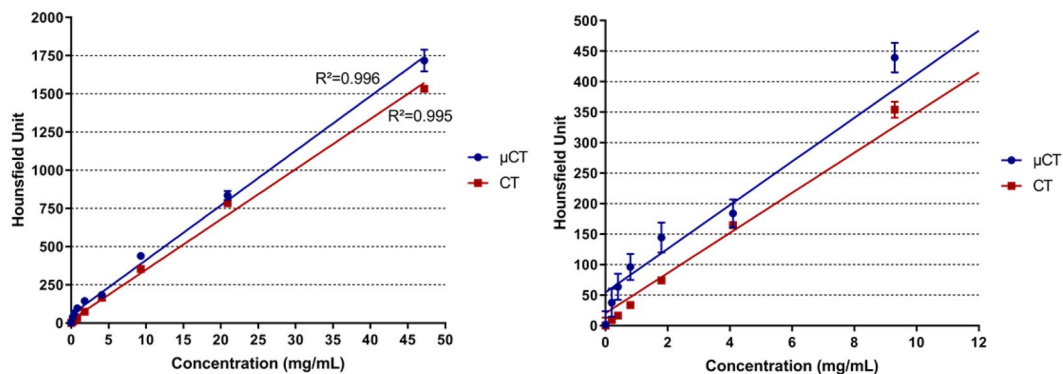 2000
1750
1500
1250
1000
750
500
250
0
Hounsfield Unit
R²=0.996
R²=0.995
0 5 10 15 20 25 30 35 40 45 50
Concentration (mg/mL)
µCT
CT
500
450
400
350
300
250
200
150
100
50
0
Hounsfield Unit
0 2 4 6 8 10 12
Concentration (mg/mL)
µCT
CT